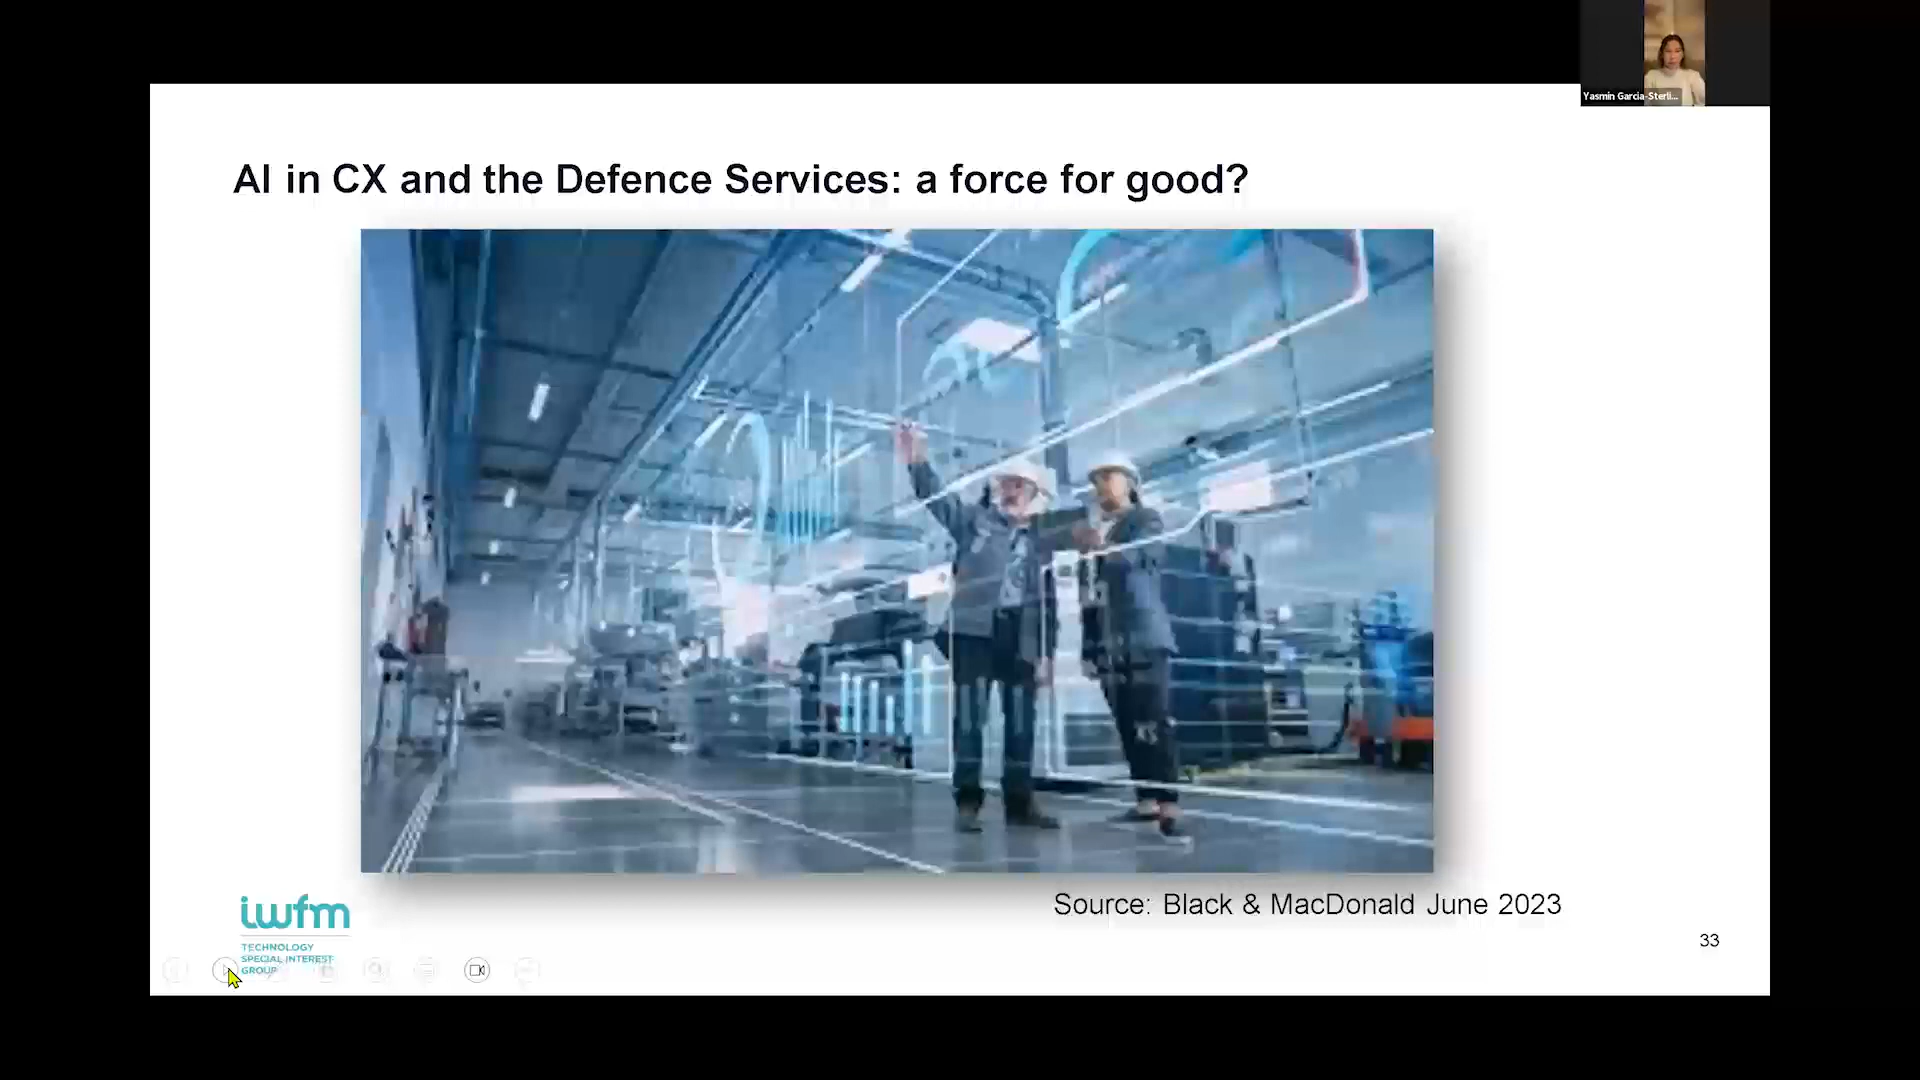 Yasmin Garcia-Sterli...
AI in CX and the Defence Services: a force for good?
Source: Black & MacDonald June 2023
iwfm
TECHNOLOGY
SPECIAL INTEREST
GROUP
33